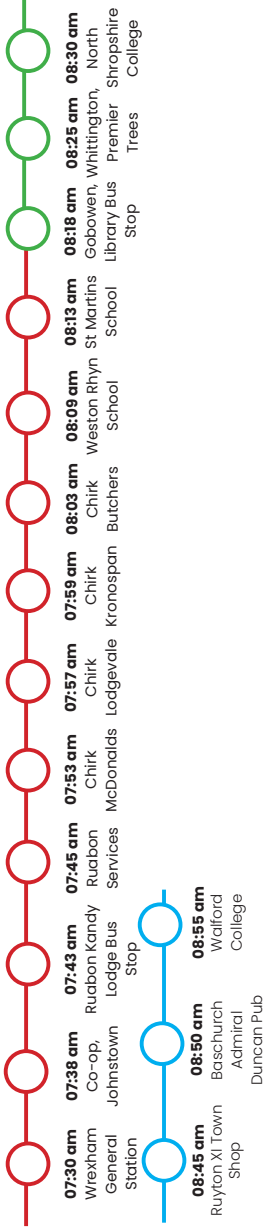 07:30 am
Wrexham
General
Station
07:38 am
Co-op,
Johnstown
07:43 am
Ruabon Kandy
Lodge Bus
Stop
07:45 am
Ruabon
Services
07:53 am
Chirk
McDonalds
07:57 am
Chirk
Lodgevale
07:59 am
Chirk
Kronospan
08:03 am
Chirk
Butchers
08:09 am
Weston Rhyn
School
08:13 am
St Martins
School
08:18 am
Gobowen,
Library Bus
Stop
08:25 am
Whittington,
Premier
Trees
08:30 am
North
Shropshire
College
08:45 am
Ruyton XI Town
Shop
08:50 am
Baschurch
Admiral
Duncan Pub
08:55 am
Walford
College